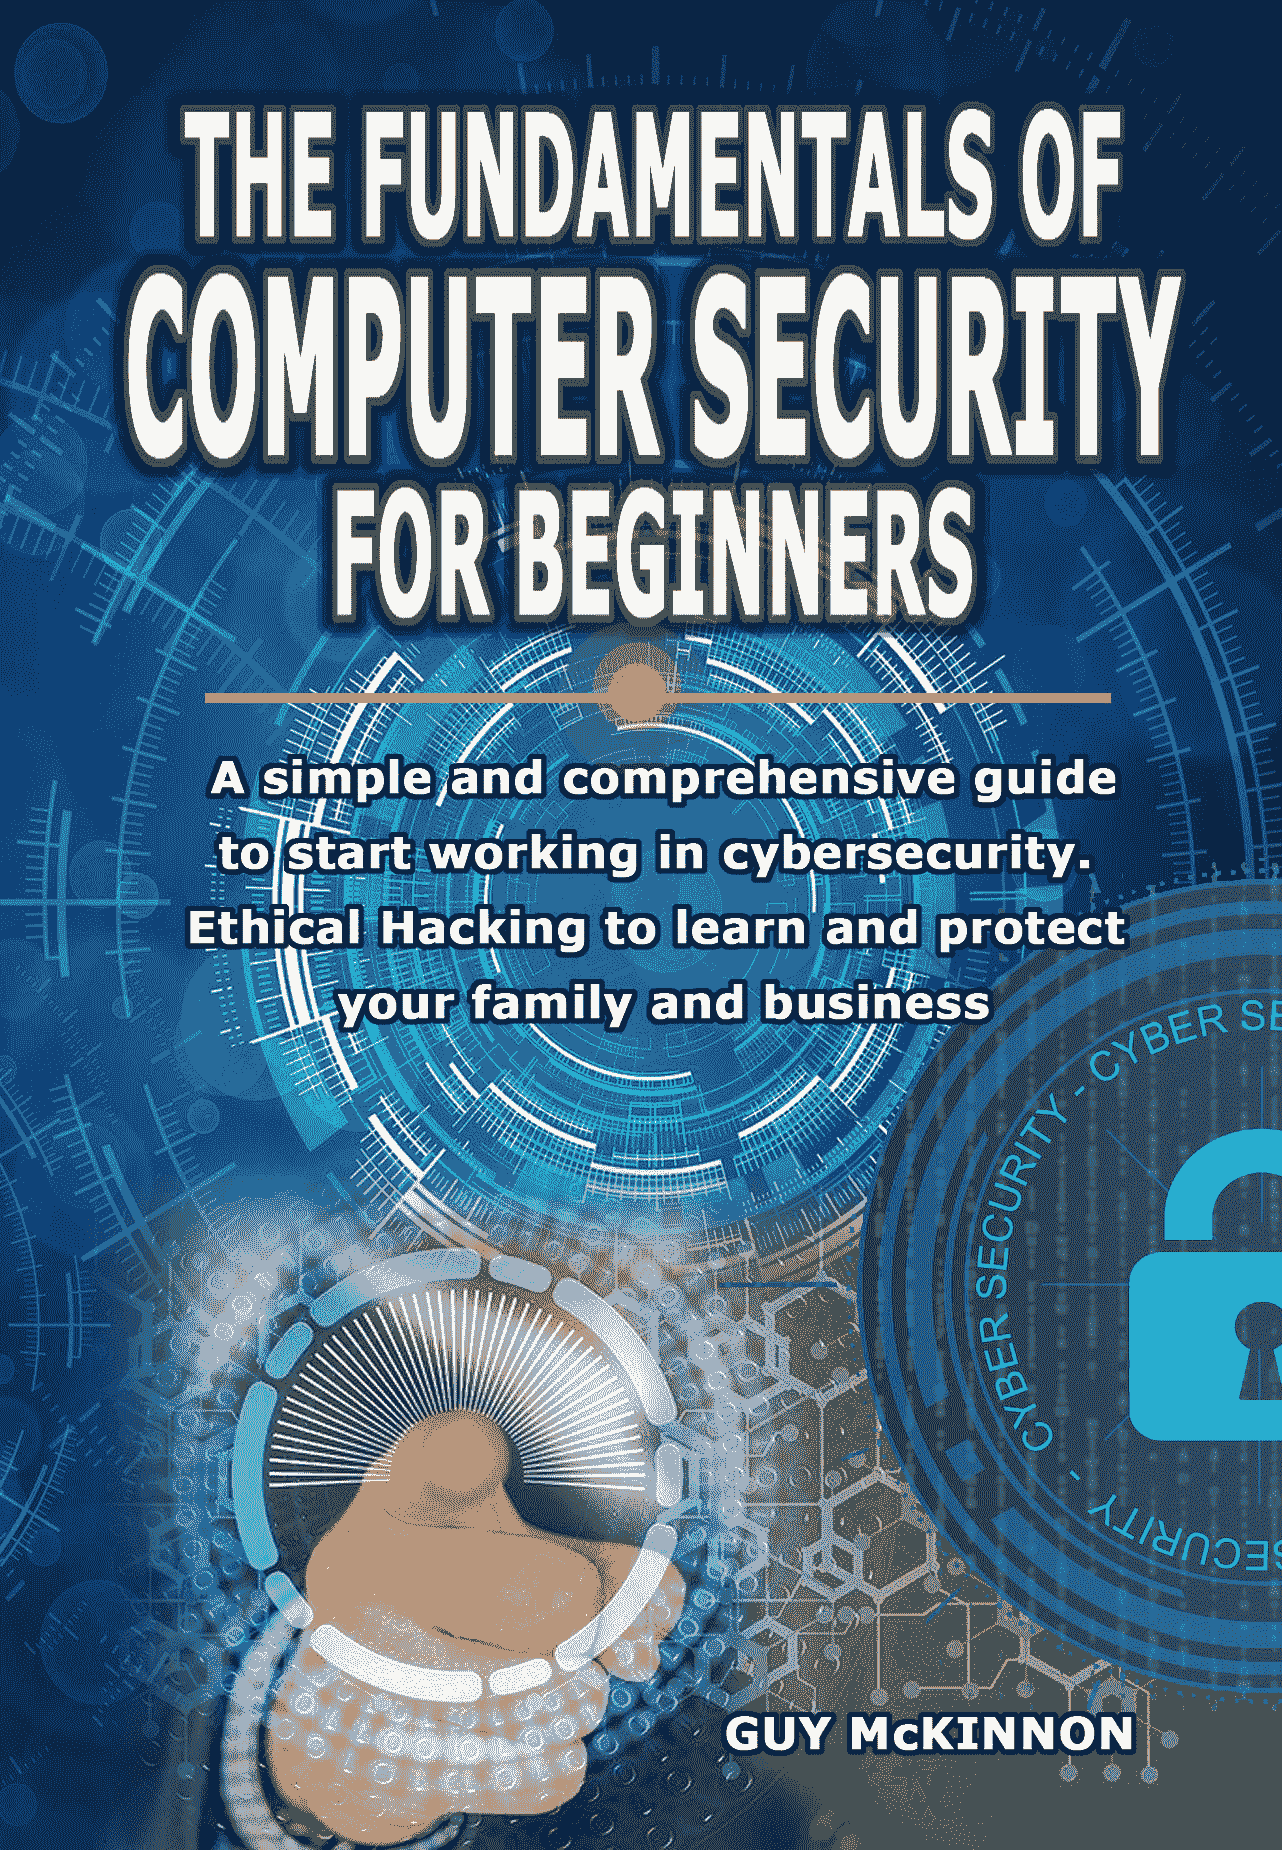 THE FUNDAMENTALS OF
COMPUTER SECURITY
FOR BEGINNERS
A simple and comprehensive guide
to start working in cybersecurity.
Ethical Hacking to learn and protect
your family and business
CYBER SECURITY - CYBER SE
- SECURITY
GUY McKINNON